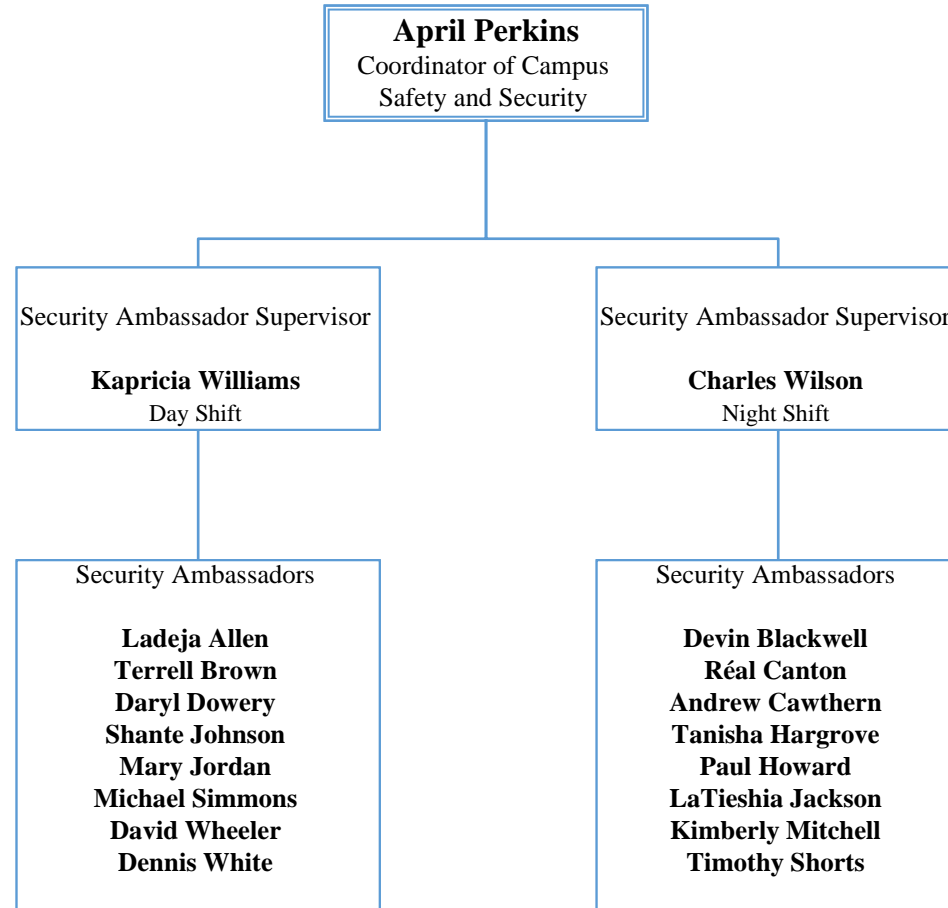 April Perkins
Coordinator of Campus
Safety and Security
Security Ambassador Supervisor
Kapricia Williams
Day Shift
Security Ambassador Supervisor
Charles Wilson
Night Shift
Security Ambassadors
Ladeja Allen
Terrell Brown
Daryl Dowery
Shante Johnson
Mary Jordan
Michael Simmons
David Wheeler
Dennis White
Security Ambassadors
Devin Blackwell
Réal Canton
Andrew Cawthern
Tanisha Hargrove
Paul Howard
LaTieshia Jackson
Kimberly Mitchell
Timothy Shorts